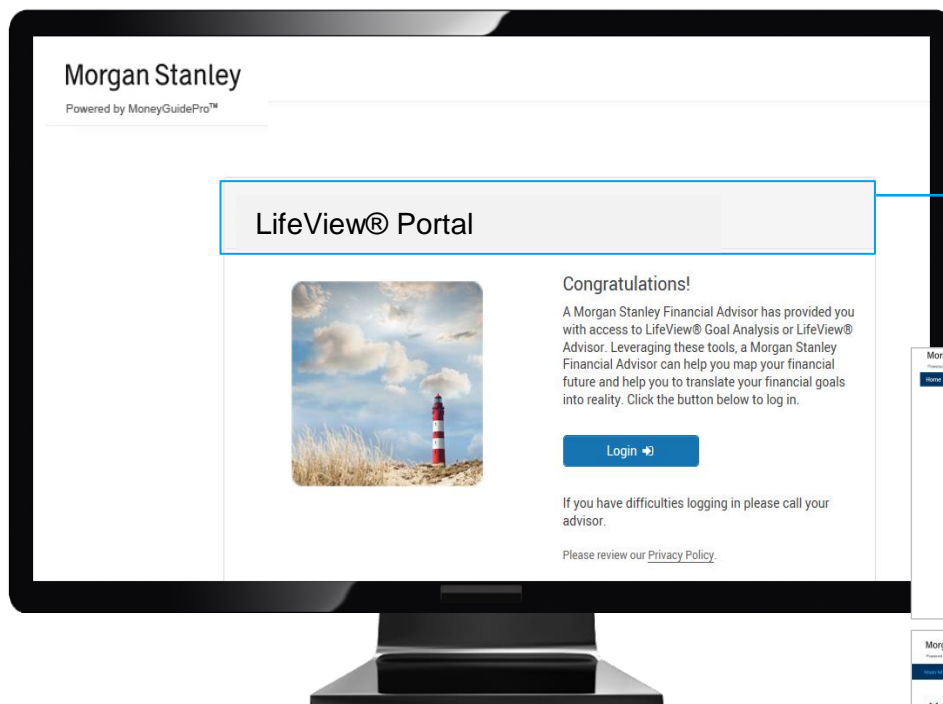 Morgan Stanley
Powered by MoneyGuidePro™
LifeView® Portal
Congratulations!
A Morgan Stanley Financial Advisor has provided you
with access to LifeView® Goal Analysis or LifeView®
Advisor. Leveraging these tools, a Morgan Stanley
Financial Advisor can help you map your financial
future and help you to translate your financial goals
into reality. Click the button below to log in.
Login
If you have difficulties logging in please call your
advisor.
Please review our Privacy Policy.
Home